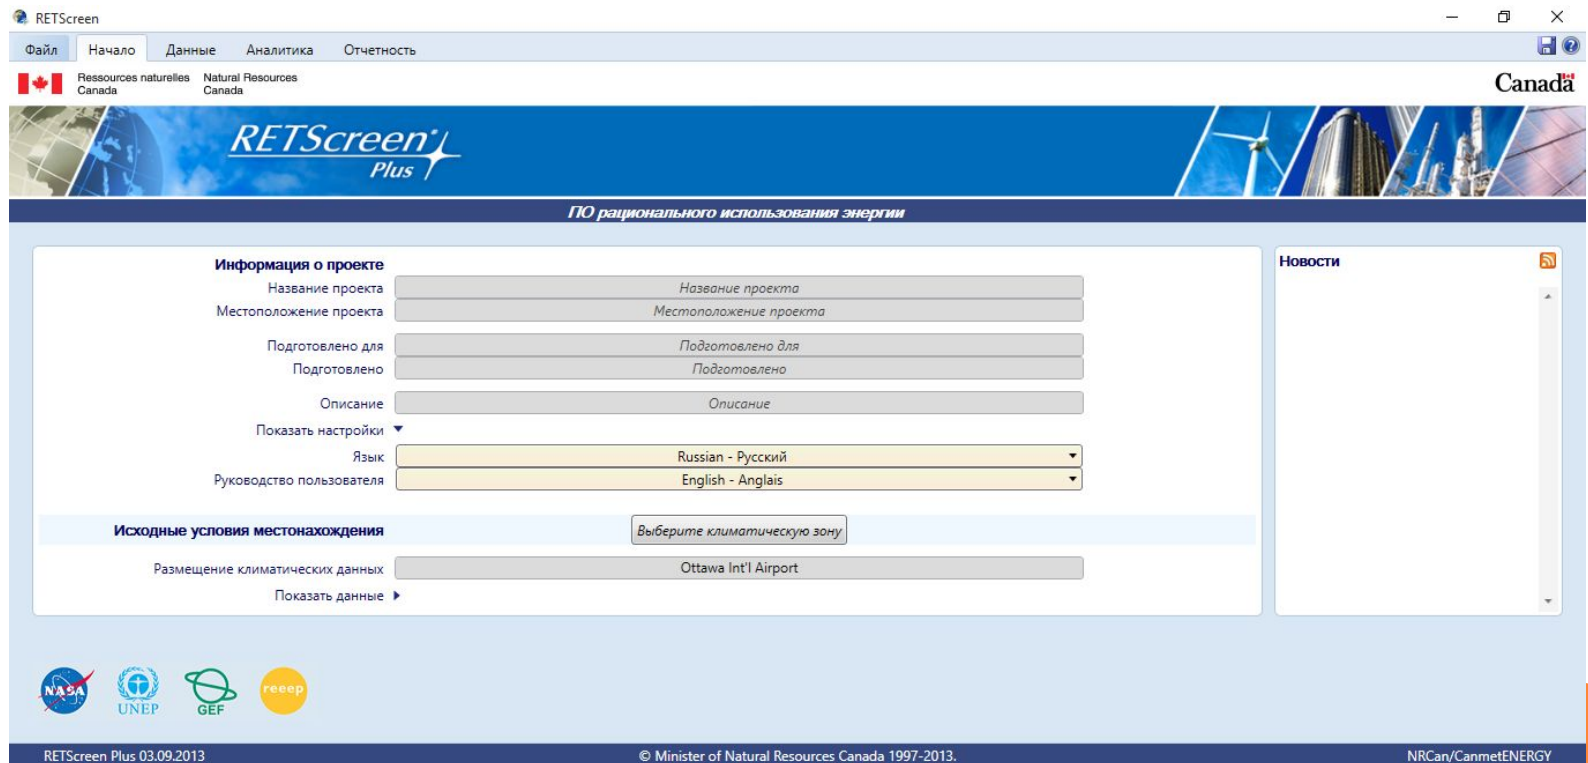 RETScreen
Файл Начало Данные Аналитика Отчетность
Ressources naturelles Natural Resources
Canada Canada
Canada
RETScreen
Plus
ПО рационального использования энергии
Информация о проекте
Название проекта Название проекта
Местоположение проекта Местоположение проекта
Подготовлено для Подготовлено для
Подготовлено Подготовлено
Описание Описание
Показать настройки
Язык Russian - Русский
Руководство пользователя English - Anglais
Исходные условия местонахождения Выберите климатическую зону
Размещение климатических данных Ottawa Int'l Airport
Показать данные
Новости
NASA
UNEP
GEF
reeep
RETScreen Plus 03.09.2013 © Minister of Natural Resources Canada 1997-2013. NRCan/CanmetENERGY